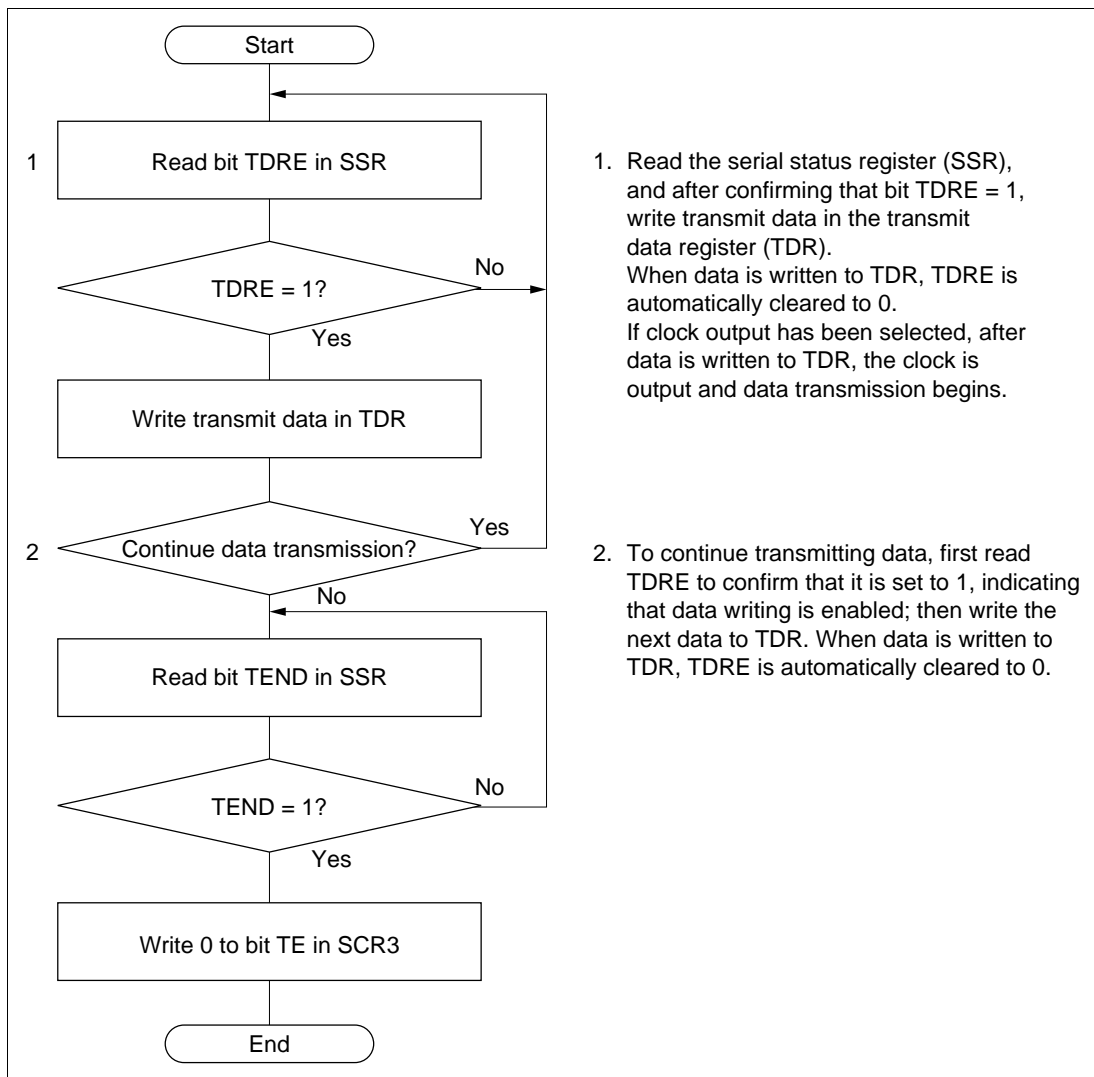 Start
1
Read bit TDRE in SSR
TDRE = 1?
No
Yes
Write transmit data in TDR
2
Continue data transmission?
Yes
No
Read bit TEND in SSR
TEND = 1?
No
Yes
Write 0 to bit TE in SCR3
End
1. Read the serial status register (SSR),
and after confirming that bit TDRE = 1,
write transmit data in the transmit
data register (TDR).
When data is written to TDR, TDRE is
automatically cleared to 0.
If clock output has been selected, after
data is written to TDR, the clock is
output and data transmission begins.
2. To continue transmitting data, first read
TDRE to confirm that it is set to 1, indicating
that data writing is enabled; then write the
next data to TDR. When data is written to
TDR, TDRE is automatically cleared to 0.